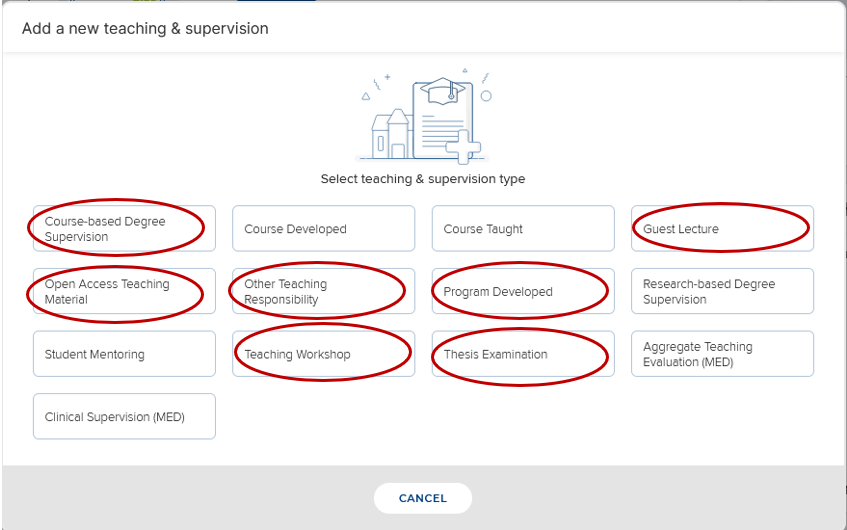 Add a new teaching & supervision
Select teaching & supervision type
Course-based Degree
Supervision
Course Developed
Course Taught
Guest Lecture
Open Access Teaching
Material
Other Teaching
Responsibility
Program Developed
Research-based Degree
Supervision
Student Mentoring
Teaching Workshop
Thesis Examination
Aggregate Teaching
Evaluation (MED)
Clinical Supervision (MED)
CANCEL